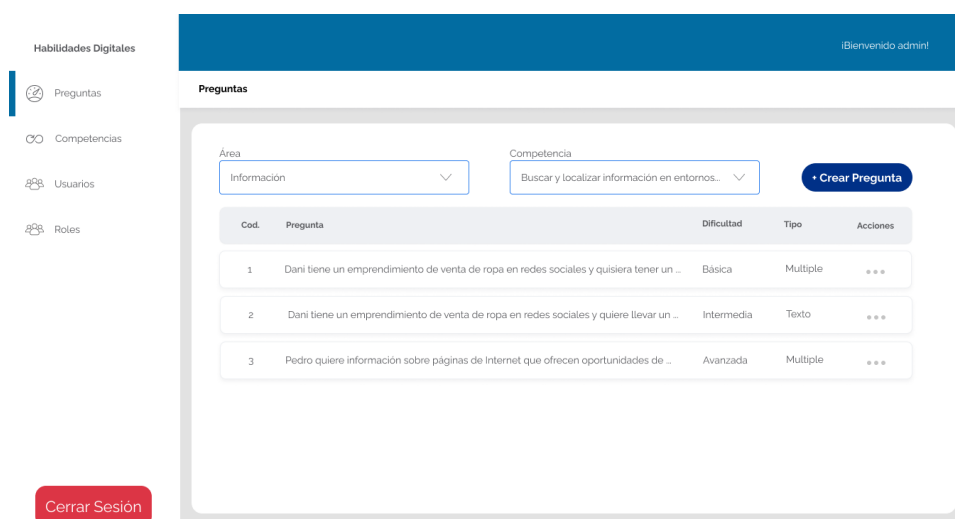 Habilidades Digitales
¡Bienvenido admin!
Preguntas
Competencias
Usuarios
Roles
Cerrar Sesión
Preguntas
Área
Competencia
Información
Buscar y localizar información en entornos...
+ Crear Pregunta
Cod. Pregunta Dificultad Tipo Acciones
1 Dani tiene un emprendimiento de venta de ropa en redes sociales y quisiera tener un ... Básica Multiple
2 Dani tiene un emprendimiento de venta de ropa en redes sociales y quiere llevar un ... Intermedia Texto
3 Pedro quiere información sobre páginas de Internet que ofrecen oportunidades de ... Avanzada Multiple